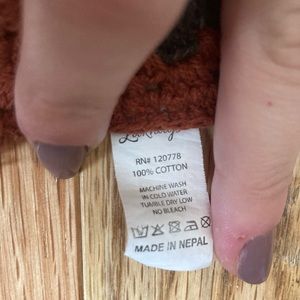 RN# 120778
100% COTTON
MACHINE WASH
IN COLD WATER
TUMBLE DRY LOW
NO BLEACH
MADE IN NEPAL